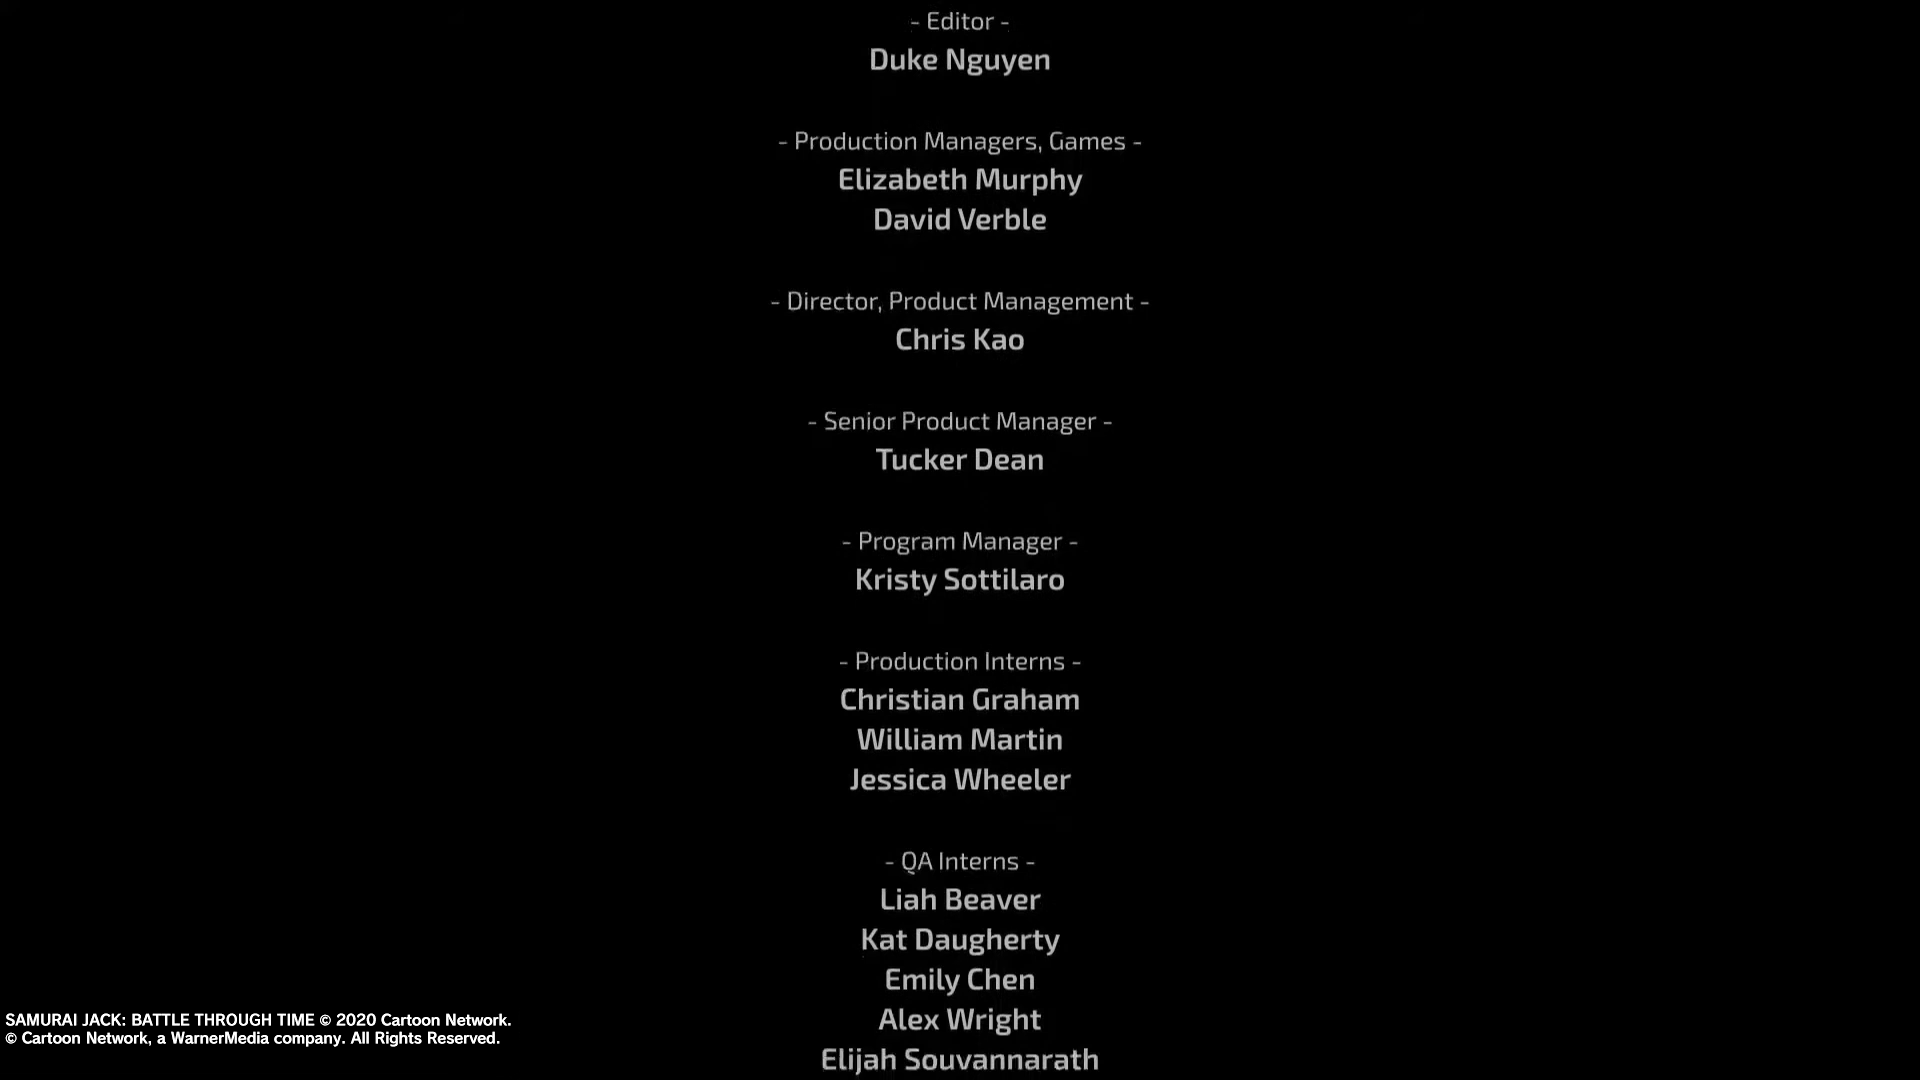 - Editor -
Duke Nguyen
- Production Managers, Games -
Elizabeth Murphy
David Verble
- Director, Product Management -
Chris Kao
- Senior Product Manager -
Tucker Dean
- Program Manager -
Kristy Sottilaro
- Production Interns -
Christian Graham
William Martin
Jessica Wheeler
- QA Interns -
Liah Beaver
Kat Daugherty
Emily Chen
Alex Wright
Elijah Souvannarath
SAMURAI JACK: BATTLE THROUGH TIME © 2020 Cartoon Network.
© Cartoon Network, a WarnerMedia company. All Rights Reserved.